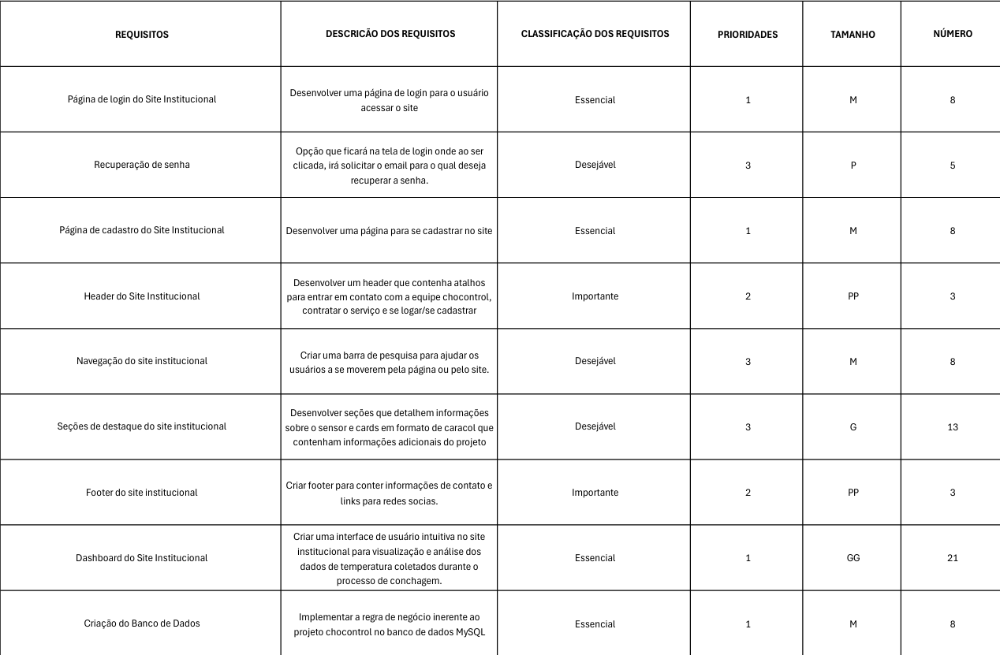 REQUISITOS DESCRICÃO DOS REQUISITOS CLASSIFICAÇÃO DOS REQUISITOS PRIORIDADES TAMANHO NÚMERO
Página de login do Site Institucional
Desenvolver uma página de login para o usuário
acessar o site
Essencial 1 M 8
Recuperação de senha
Opção que ficará na tela de login onde ao ser
clicada, irá solicitar o email para o qual deseja
recuperar a senha.
Desejável 3 P 5
Página de cadastro do Site Institucional
Desenvolver uma página para se cadastrar no site
Essencial 1 M 8
Header do Site Institucional
Desenvolver um header que contenha atalhos
para entrar em contato com a equipe chocontrol,
contratar o serviço e se logar/se cadastrar
Importante 2 PP 3
Navegação do site institucional
Criar uma barra de pesquisa para ajudar os
usuários a se moverem pela página ou pelo site.
Desejável 3 M 8
Seções de destaque do site institucional
Desenvolver seções que detalhem informações
sobre o sensor e cards em formato de caracol que
contenham informações adicionais do projeto
Desejável 3 G 13
Footer do site institucional
Criar footer para conter informações de contato e
links para redes socias.
Importante 2 PP 3
Dashboard do Site Institucional
Criar uma interface de usuário intuitiva no site
institucional para visualização e análise dos
dados de temperatura coletados durante o
processo de conchagem.
Essencial 1 GG 21
Criação do Banco de Dados
Implementar a regra de negócio inerente ao
projeto chocontrol no banco de dados MySQL
Essencial 1 M 8